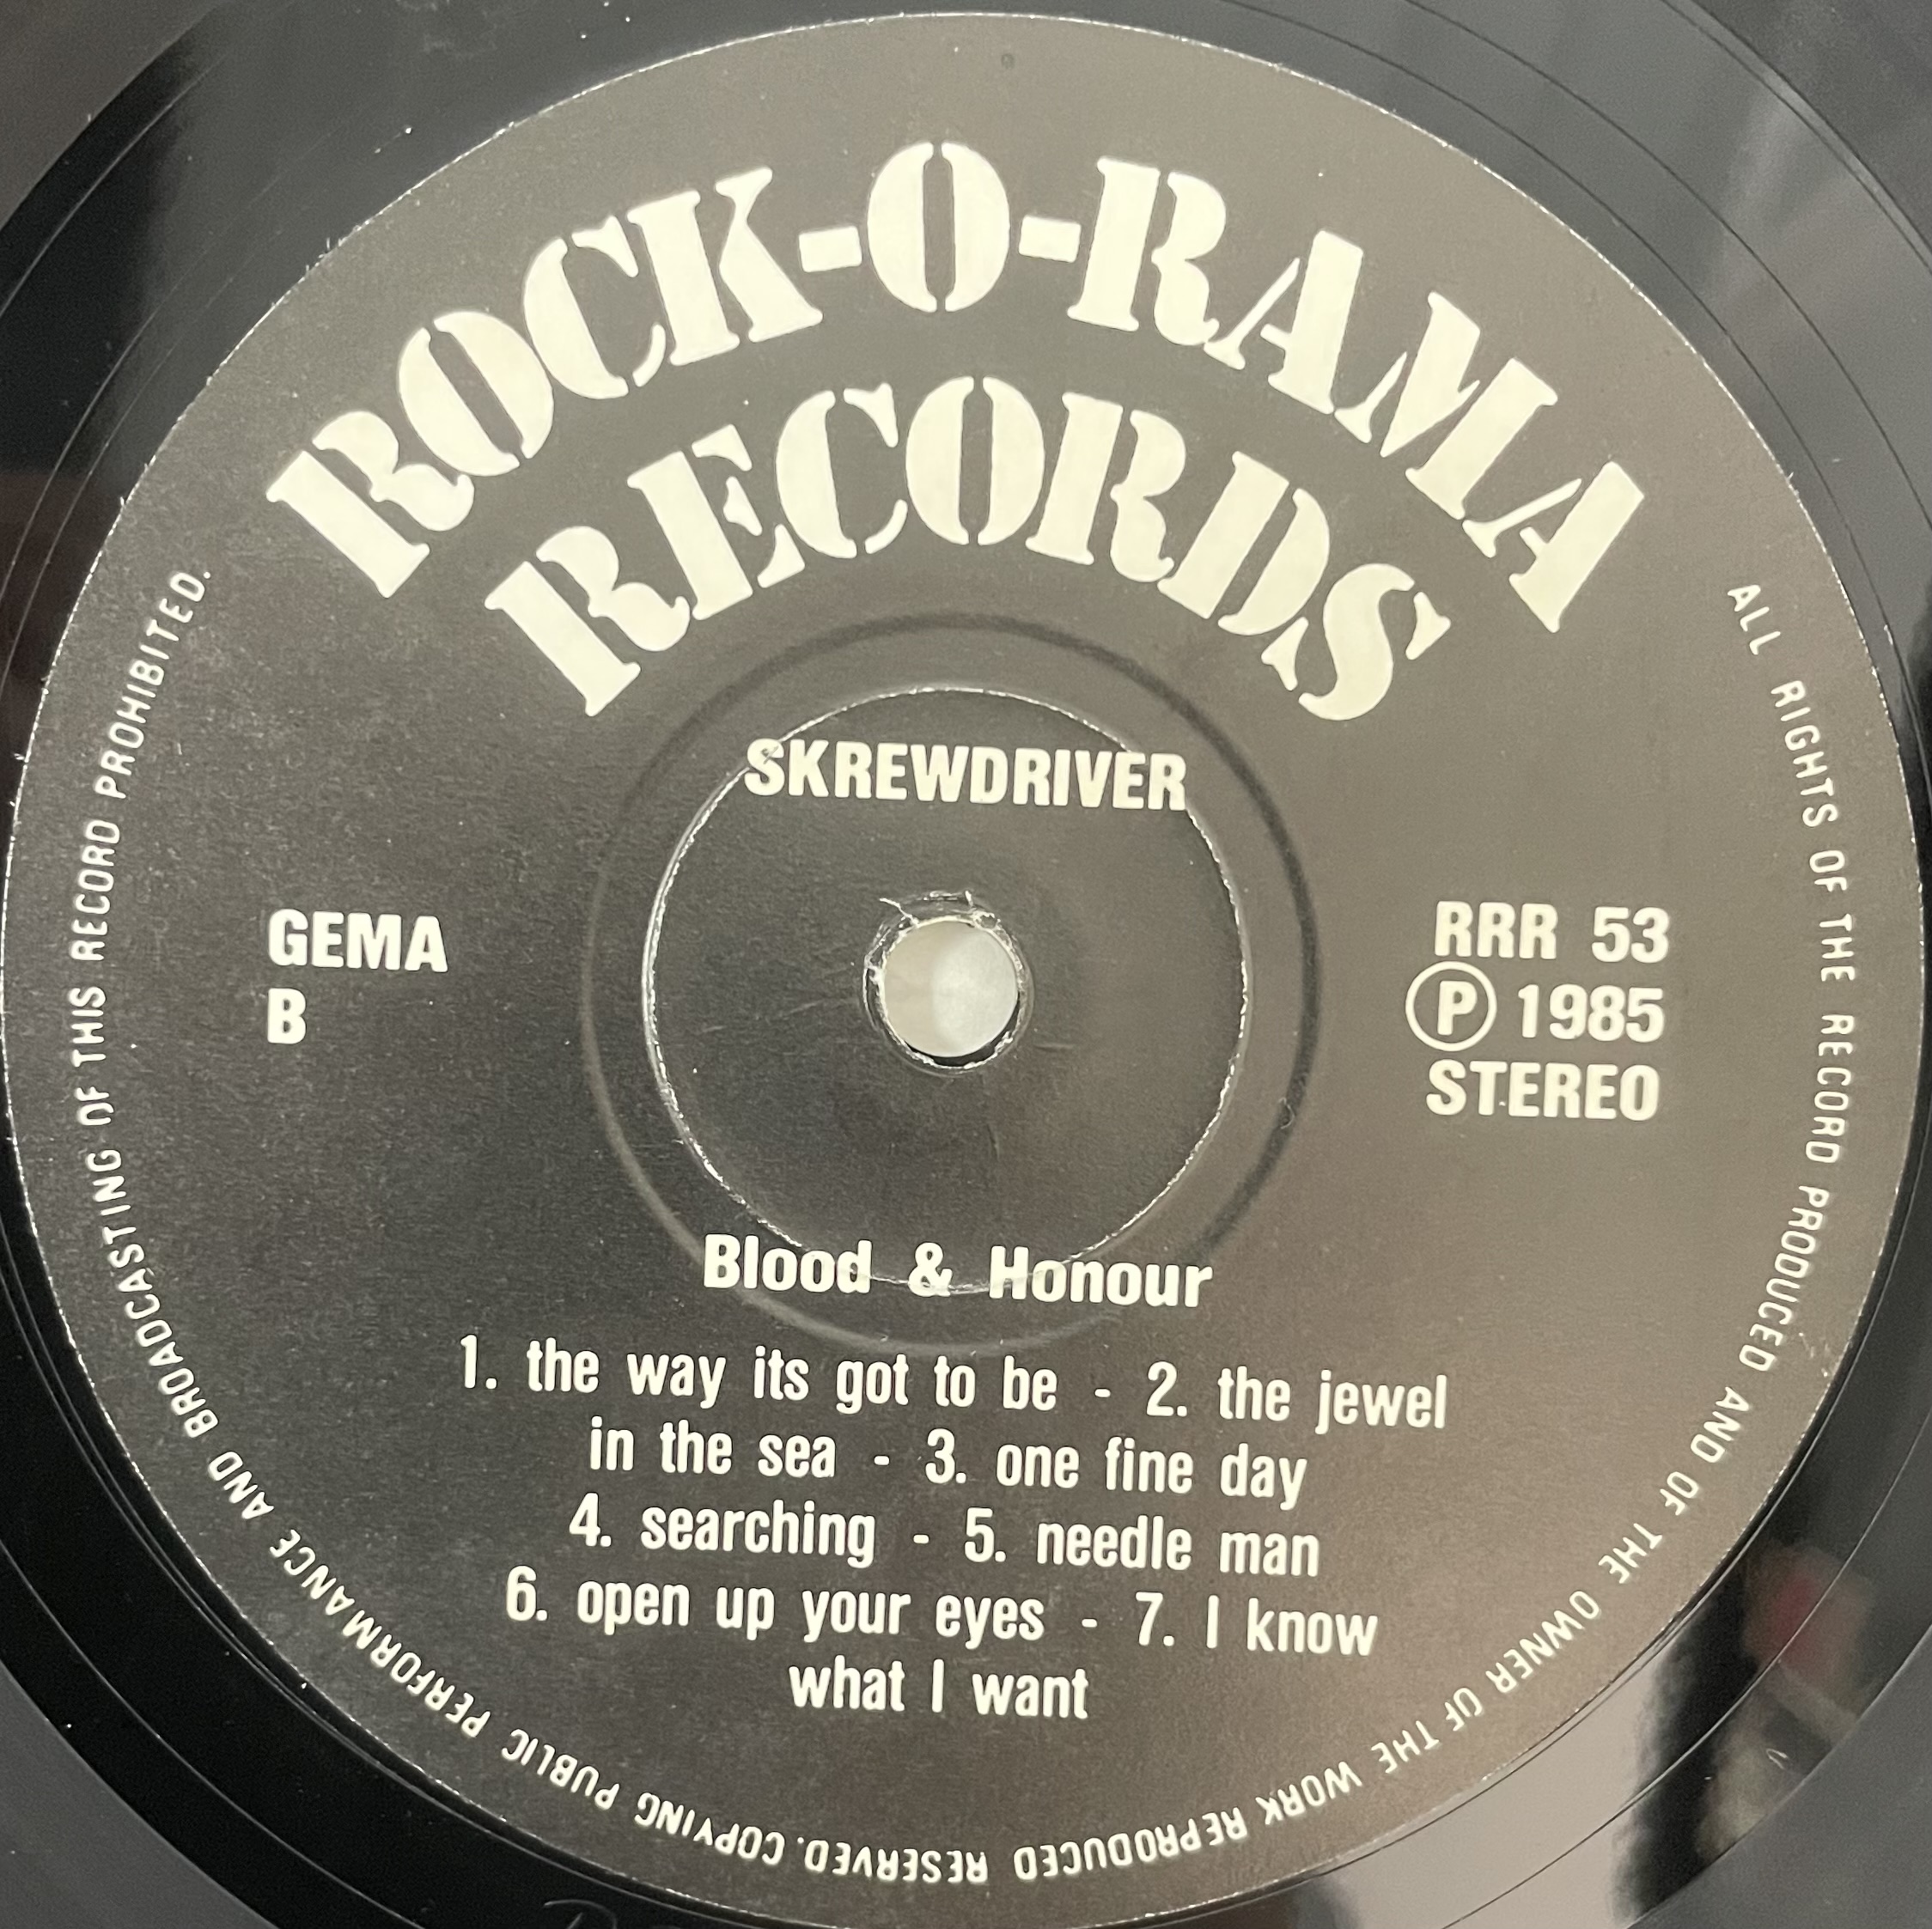 ROCK-O-RAMA
RECORDS
SKREWDRIVER
GEMA
B
RRR 53
Ⓟ 1985
STEREO
Blood & Honour
1. the way its got to be - 2. the jewel
in the sea - 3. one fine day
4. searching - 5. needle man
6. open up your eyes - 7. I know
what I want
ALL RIGHTS OF THE RECORD PRODUCED AND OF THE OWNER OF THE WORK REPRODUCED RESERVED. COPYING PUBLIC PERFORMANCE AND BROADCASTING OF THIS RECORD PROHIBITED.